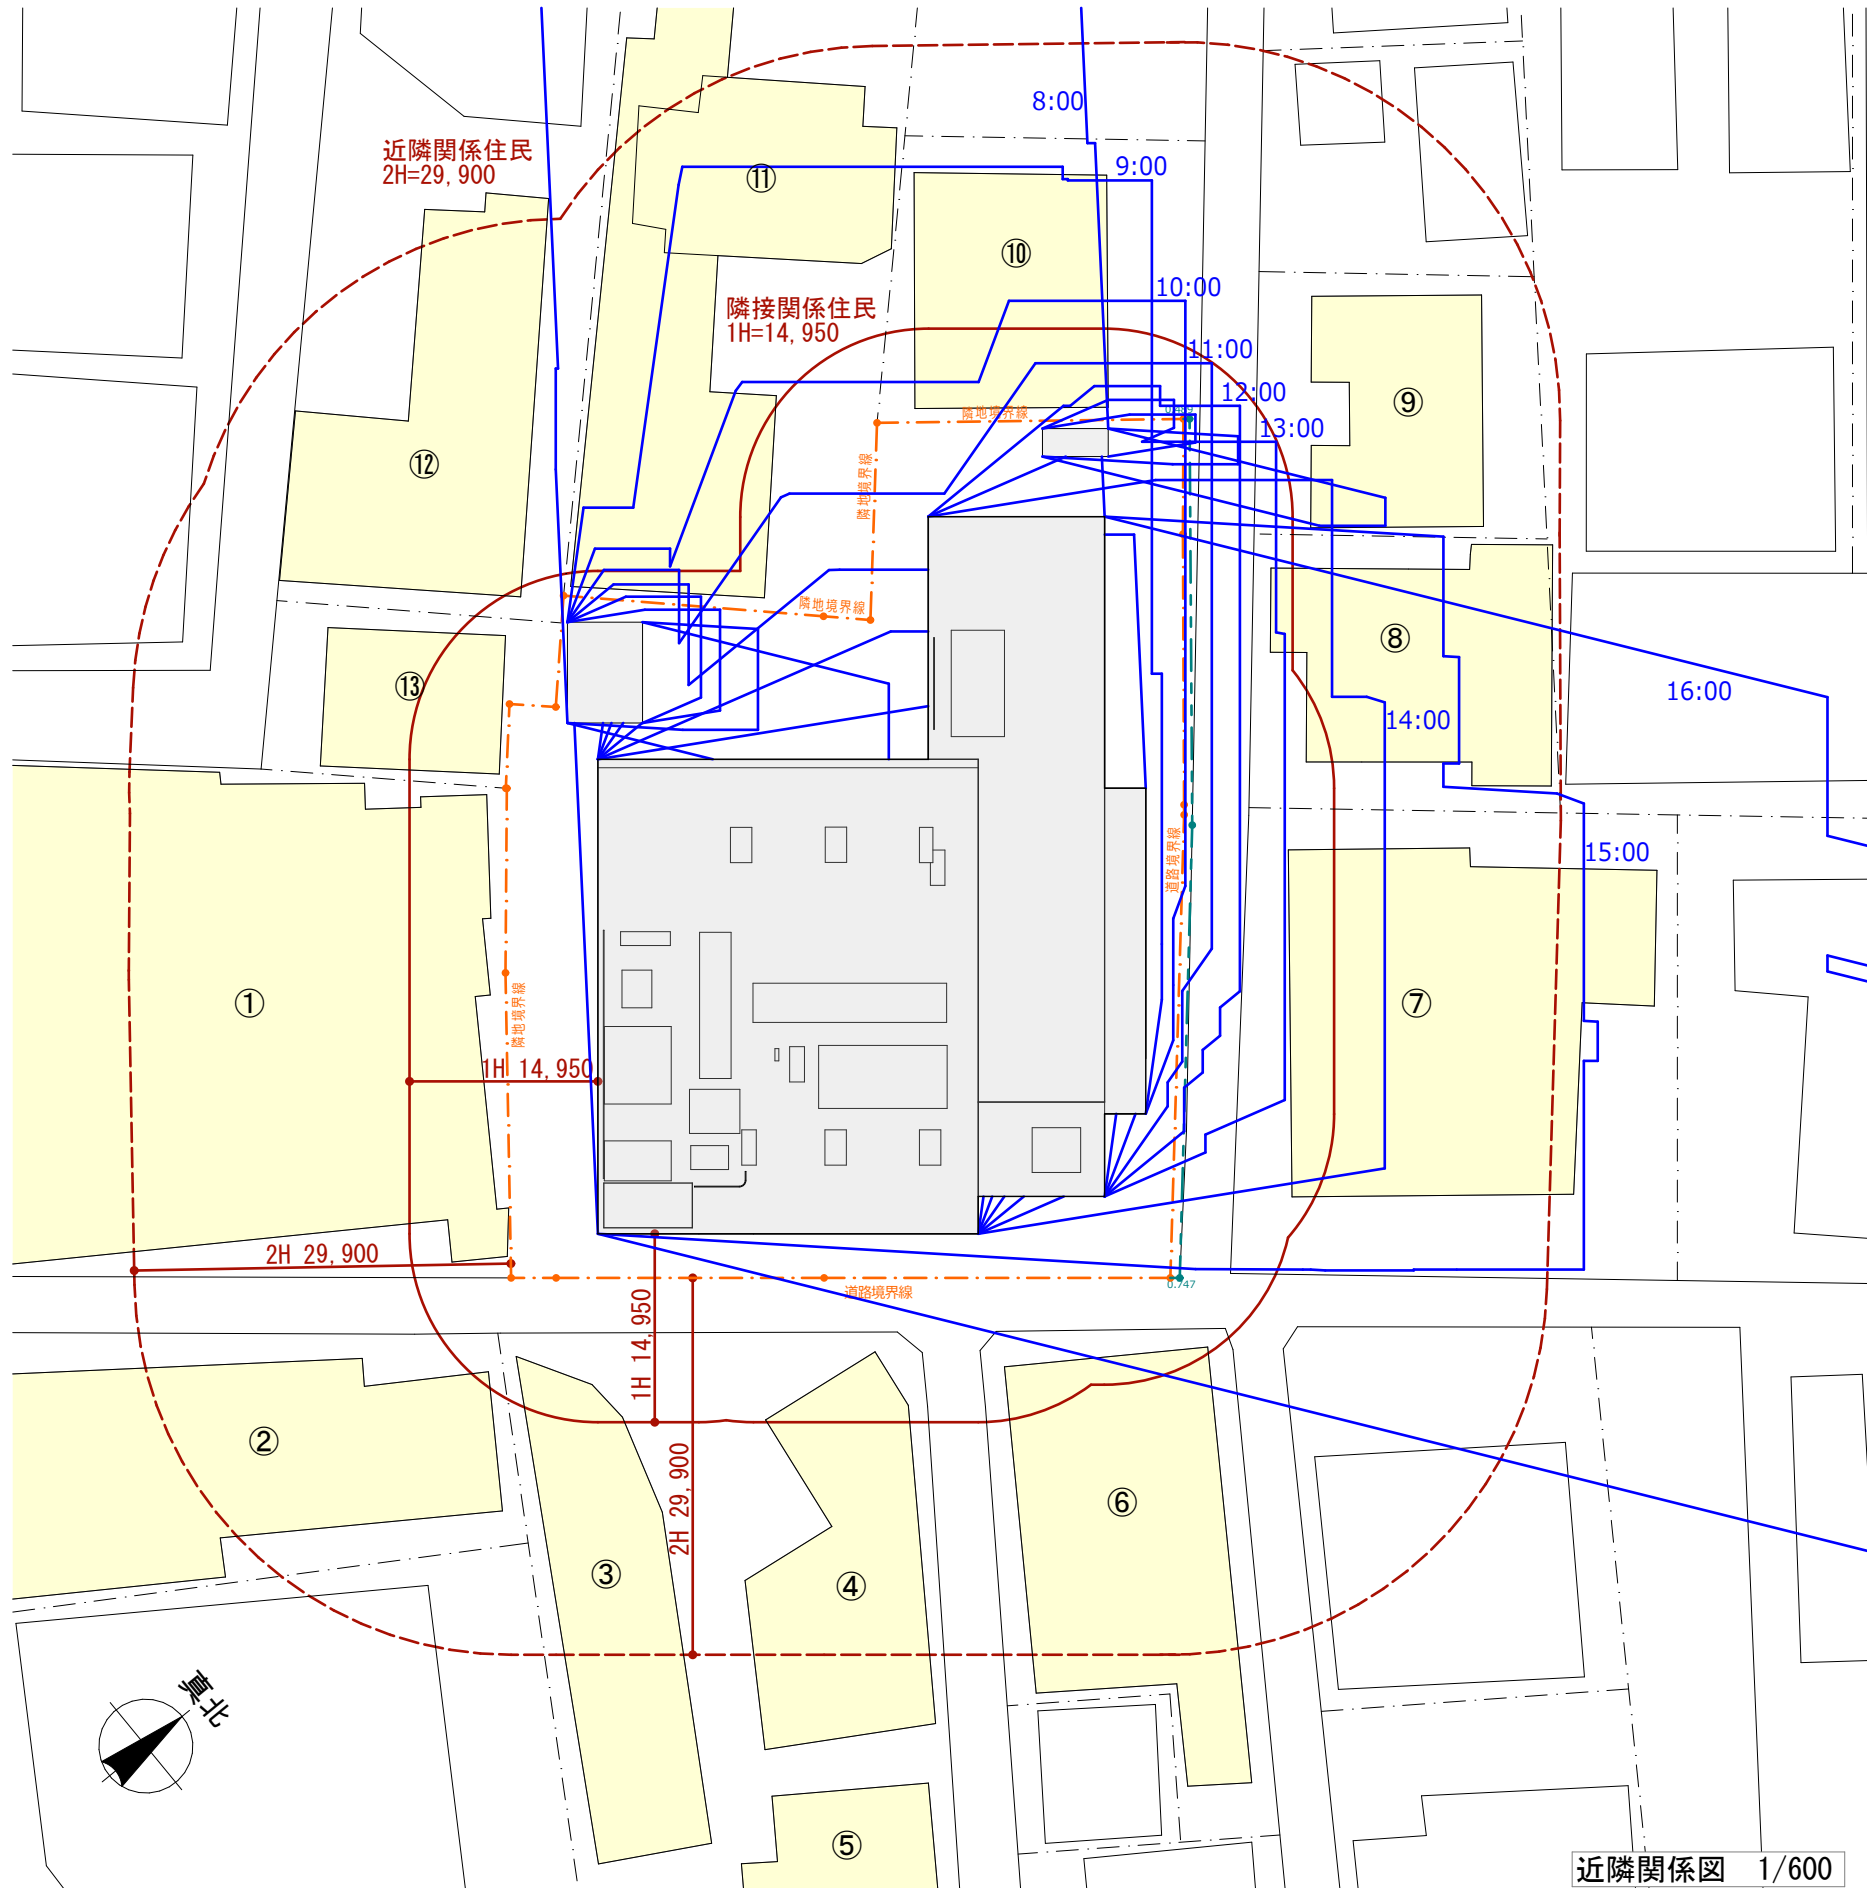 8:00
近隣関係住民
2H=29,900
9:00
⑪
⑩
10:00
隣接関係住民
1H=14,950
11:00
12:00
⑨
隣地境界線
0.489
13:00
⑫
隣地境界線
隣地境界線
⑧
⑬
16:00
14:00
道路境界線
15:00
①
隣地境界線
⑦
1H 14,950
2H 29,900
道路境界線
0.747
1H 14,950
②
2H 29,900
⑥
③
④
真北
⑤
近隣関係図 1/600